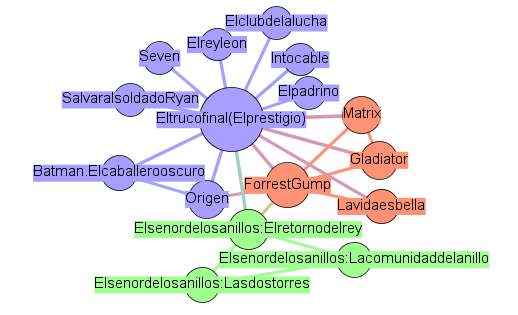 Elclubdelalucha
Elreyleon
Seven
Intocable
Elpadrino
SalvaralsoldadoRyan
Matrix
Eltrucofinal(Elprestigio)
Gladiator
Batman.Elcaballerooscuro
ForrestGump
Origen
Lavidaesbella
Elsenordelosanillos:Elretornodelrey
Elsenordelosanillos:Lacomunidaddelanillo
Elsenordelosanillos:Lasdostorres